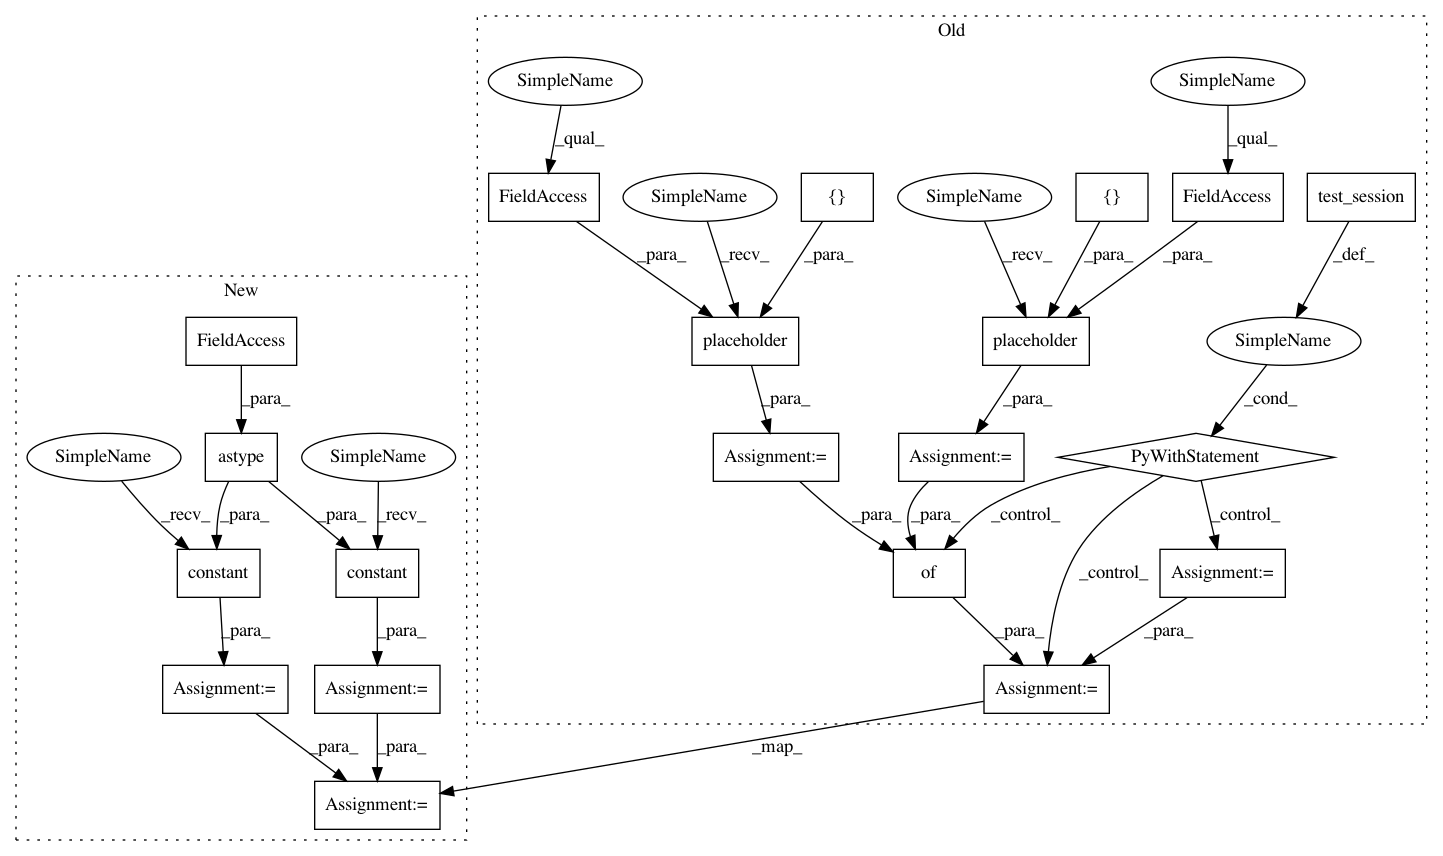 Old
SimpleName
SimpleName
_qual_
_qual_
FieldAccess
SimpleName
{}
SimpleName
{}
FieldAccess
test_session
_para_
_recv_
_para_
_recv_
_para_
_para_
_def_
New
FieldAccess
placeholder
placeholder
SimpleName
_para_
_para_
_para_
_cond_
SimpleName
astype
SimpleName
Assignment:=
Assignment:=
PyWithStatement
_recv_
_para_
_para_
_recv_
_para_
_para_
_control_
_control_
constant
constant
of
_control_
Assignment:=
_para_
_para_
_para_
_para_
Assignment:=
Assignment:=
Assignment:=
_para_
_para_
_map_
Assignment:=